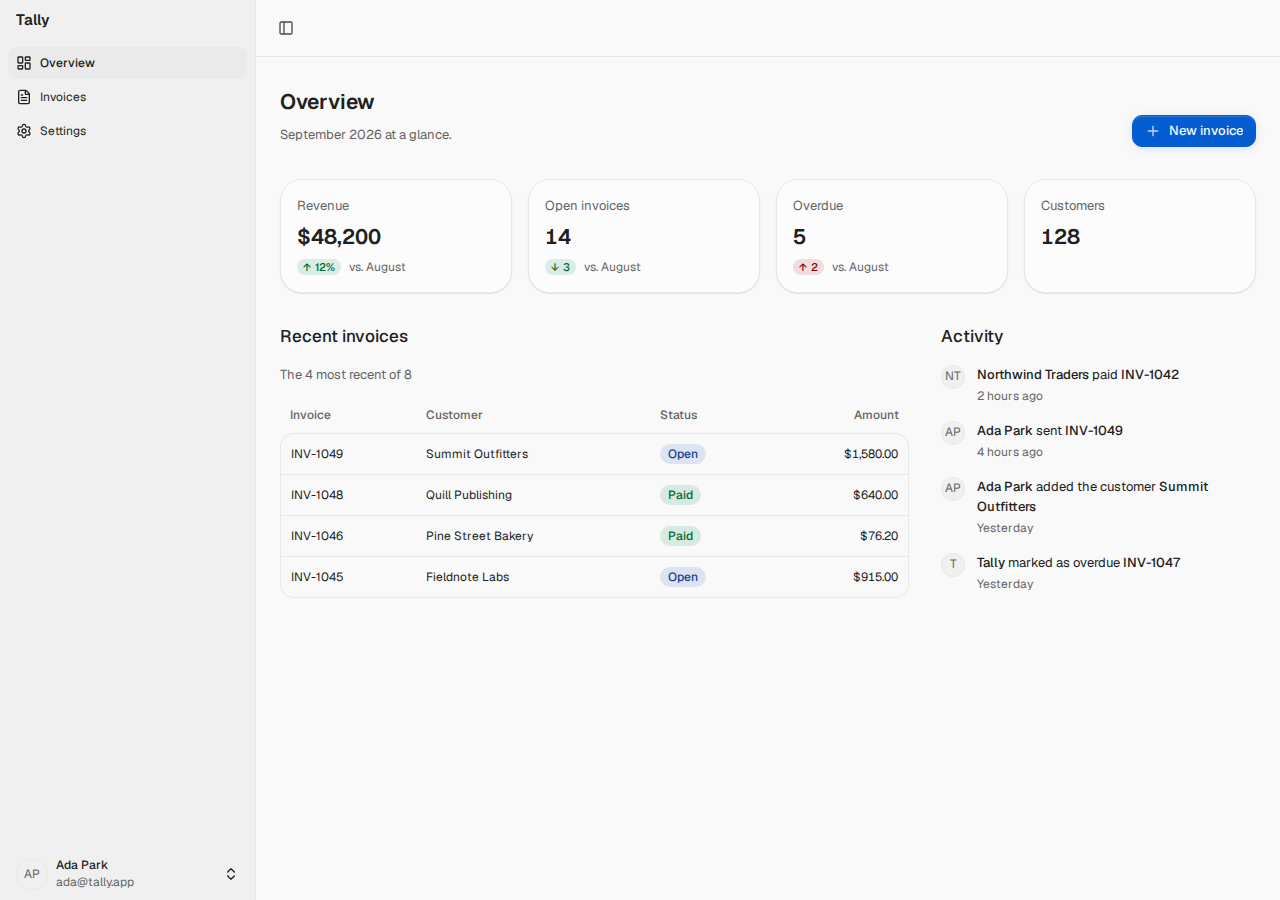 Tally
Overview
Invoices
Settings
Ada Park
ada@tally.app
Overview
September 2026 at a glance.
New invoice
Revenue
$48,200
↑ 12% vs. August
Open invoices
14
↓ 3 vs. August
Overdue
5
↑ 2 vs. August
Customers
128
Recent invoices
The 4 most recent of 8
Invoice Customer Status Amount
INV-1049 Summit Outfitters Open $1,580.00
INV-1048 Quill Publishing Paid $640.00
INV-1046 Pine Street Bakery Paid $76.20
INV-1045 Fieldnote Labs Open $915.00
Activity
NT Northwind Traders paid INV-1042
2 hours ago
AP Ada Park sent INV-1049
4 hours ago
AP Ada Park added the customer Summit
Outfitters
Yesterday
T Tally marked as overdue INV-1047
Yesterday
AP